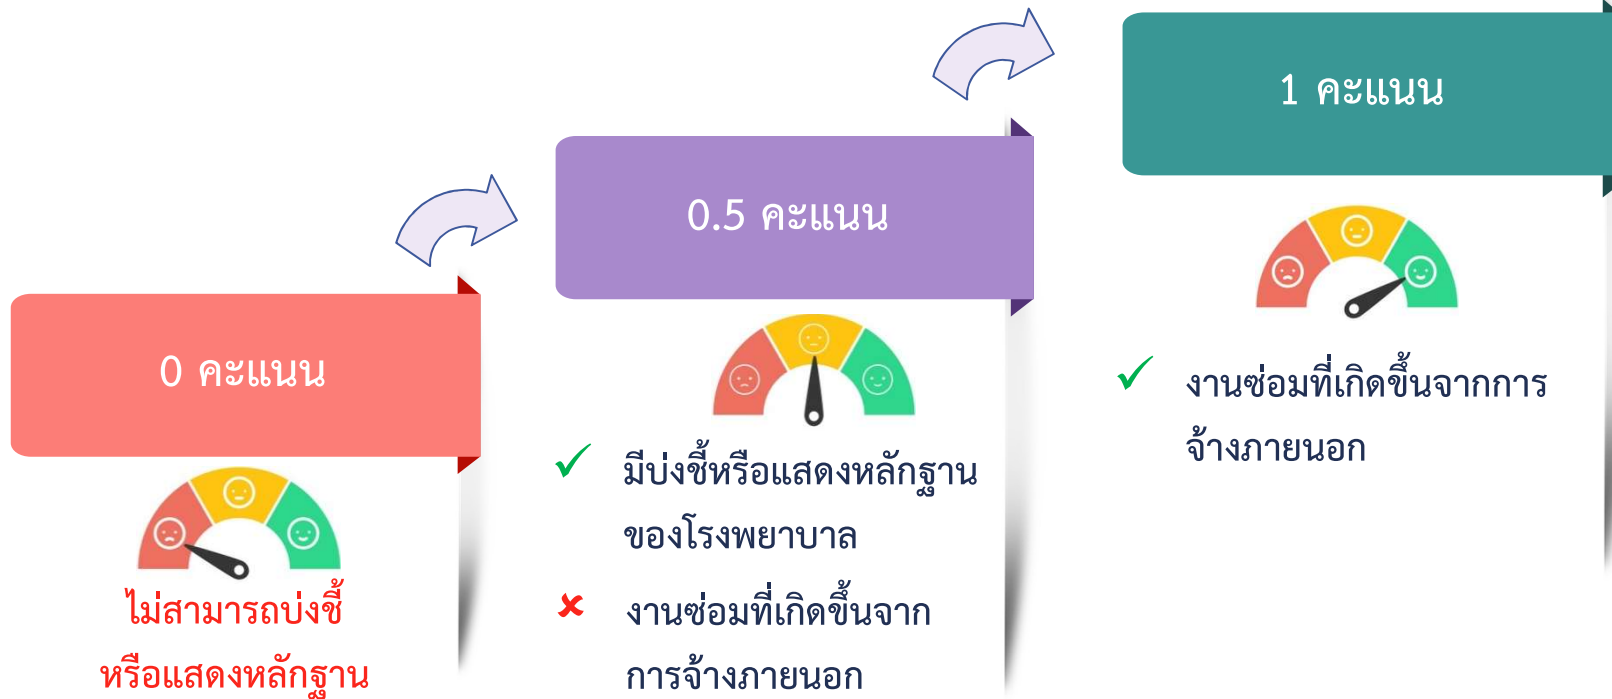 0 คะแนน
ไม่สามารถบ่งชี้
หรือแสดงหลักฐาน
0.5 คะแนน
มีบ่งชี้หรือแสดงหลักฐาน
ของโรงพยาบาล
งานซ่อมที่เกิดขึ้นจาก
การจ้างภายนอก
1 คะแนน
งานซ่อมที่เกิดขึ้นจากการ
จ้างภายนอก